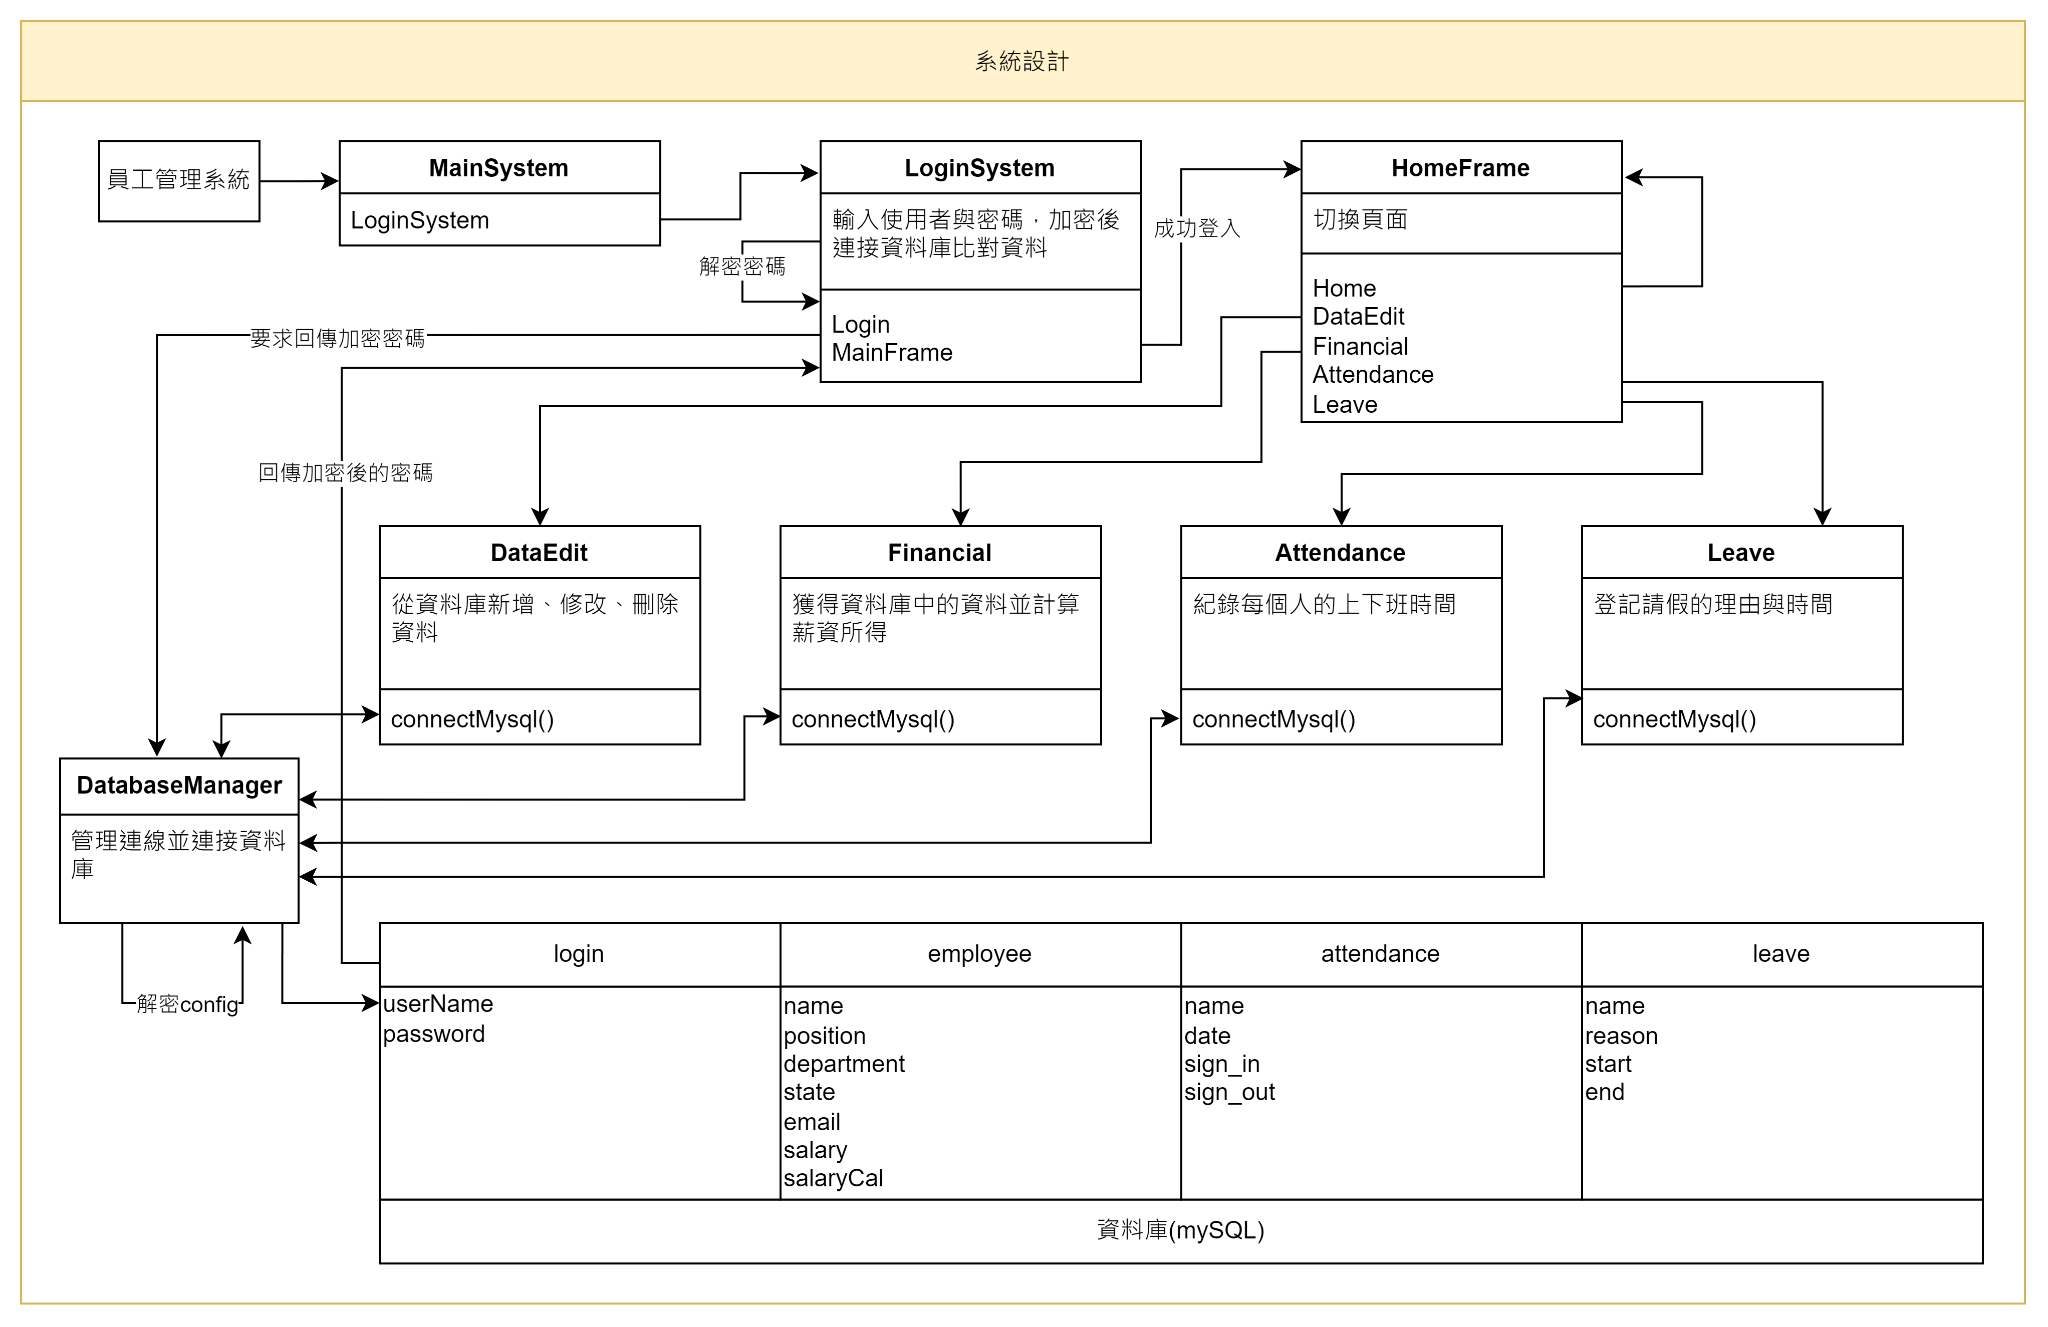 系統設計
員工管理系統
MainSystem
LoginSystem
LoginSystem
輸入使用者與密碼，加密後
連接資料庫比對資料
Login
MainFrame
解密密碼
成功登入
HomeFrame
切換頁面
Home
DataEdit
Financial
Attendance
Leave
要求回傳加密密碼
回傳加密後的密碼
DataEdit
從資料庫新增、修改、刪除
資料
connectMysql()
Financial
獲得資料庫中的資料並計算
薪資所得
connectMysql()
Attendance
紀錄每個人的上下班時間
connectMysql()
Leave
登記請假的理由與時間
connectMysql()
DatabaseManager
管理連線並連接資料
庫
解密config
login
userName
password
employee
name
position
department
state
email
salary
salaryCal
attendance
name
date
sign_in
sign_out
leave
name
reason
start
end
資料庫(mySQL)